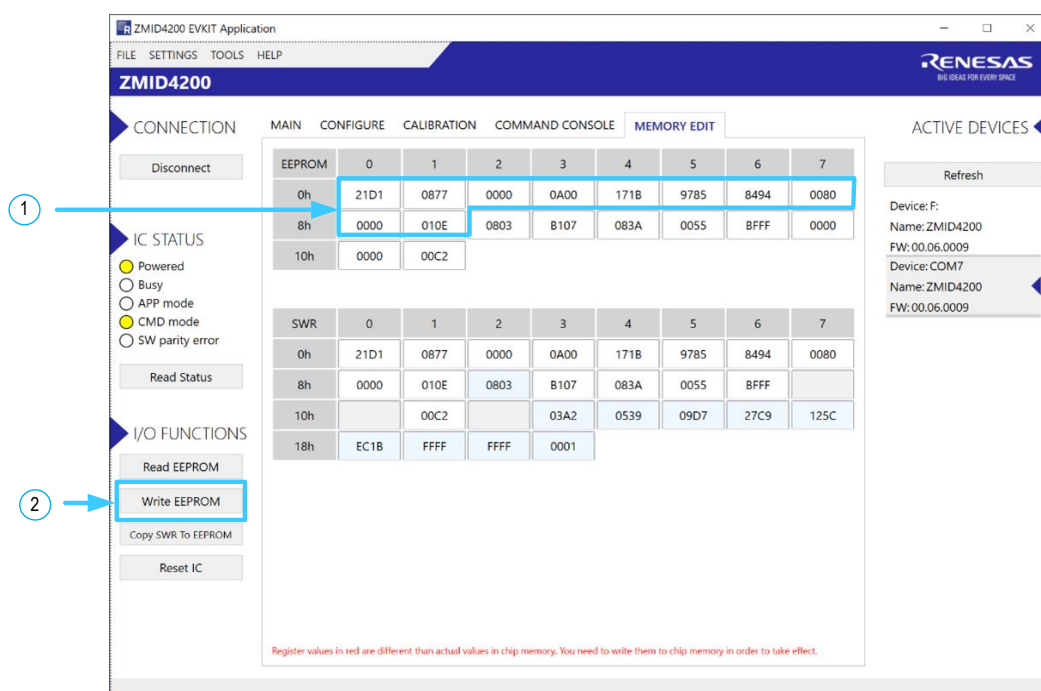 ZMID4200 EVKIT Application
FILE SETTINGS TOOLS HELP
RENESAS
BIG IDEAS FOR EVERY SPACE
ZMID4200
CONNECTION
Disconnect
1
IC STATUS
Powered
Busy
APP mode
CMD mode
SW parity error
Read Status
I/O FUNCTIONS
Read EEPROM
2
Write EEPROM
Copy SWR To EEPROM
Reset IC
MAIN CONFIGURE CALIBRATION COMMAND CONSOLE MEMORY EDIT
EEPROM 0 1 2 3 4 5 6 7
0h 21D1 0877 0000 0A00 171B 9785 8494 0080
8h 0000 010E 0803 B107 083A 0055 BFFF 0000
10h 0000 00C2
SWR 0 1 2 3 4 5 6 7
0h 21D1 0877 0000 0A00 171B 9785 8494 0080
8h 0000 010E 0803 B107 083A 0055 BFFF
10h 00C2 03A2 0539 09D7 27C9 125C
18h EC1B FFFF FFFF 0001
Register values in red are different than actual values in chip memory. You need to write them to chip memory in order to take effect.
ACTIVE DEVICES
Refresh
Device: F:
Name: ZMID4200
FW: 00.06.0009
Device: COM7
Name: ZMID4200
FW: 00.06.0009